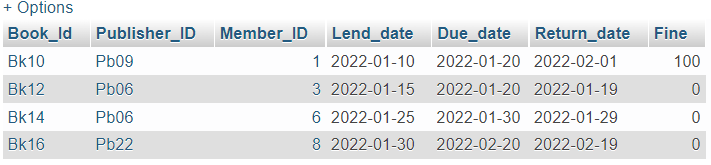 + Options
Book_Id Publisher_ID Member_ID Lend_date Due_date Return_date Fine
Bk10 Pb09 1 2022-01-10 2022-01-20 2022-02-01 100
Bk12 Pb06 3 2022-01-15 2022-01-20 2022-01-19 0
Bk14 Pb06 6 2022-01-25 2022-01-30 2022-01-29 0
Bk16 Pb22 8 2022-01-30 2022-02-20 2022-02-19 0